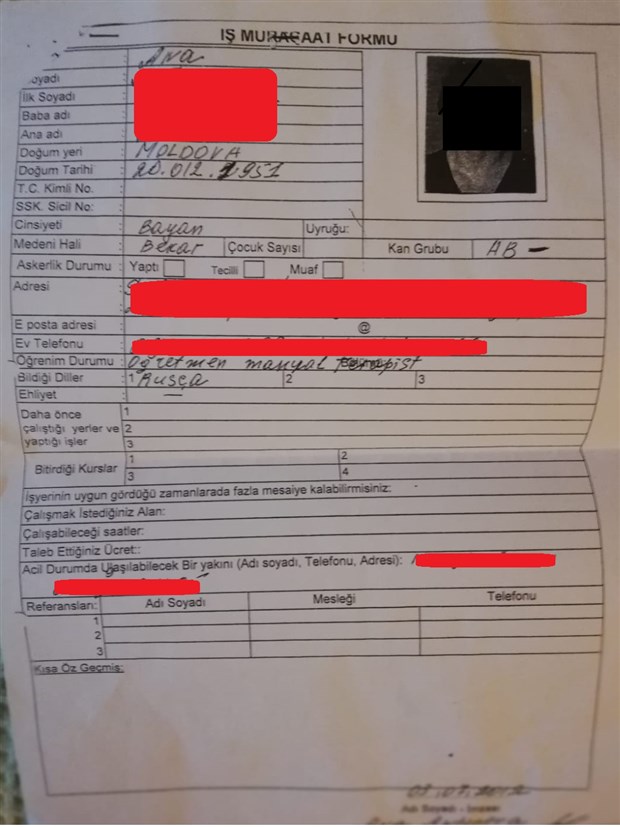 İŞ MURACAAT FORMU
Ana
oyadı :
İlk Soyadı :
Baba adı :
Ana adı :
Doğum yeri : MOLDOVA
Doğum Tarihi : 20.012.1951
T.C. Kimli No. :
SSK. Sicil No: :
Cinsiyeti : Bayan Uyruğu:
Medeni Hali : Bekar Çocuk Sayısı Kan Grubu AB -
Askerlik Durumu : Yaptı Tecilli Muaf
Adresi :
E posta adresi : @
Ev Telefonu :
Öğrenim Durumu : öğretmen manyal
Bildiği Diller : 1 Rusça 2 3
Ehliyet : —
Daha önce çalıştığı yerler ve yaptığı işler 1
2
3
Bitirdiği Kurslar 1 2
3 4
İşyerinin uygun gördüğü zamanlarada fazla mesaiye kalabilirmisiniz:
Çalışmak İstediğiniz Alan:
Çalışabileceği saatler:
Taleb Ettiğiniz Ücret::
Acil Durumda Ulaşılabilecek Bir yakını (Adı soyadı, Telefonu, Adresi):
Referansları: Adı Soyadı Mesleği Telefonu
1
2
3
Kısa Öz Geçmiş:
Adı Soyadı - İmzası